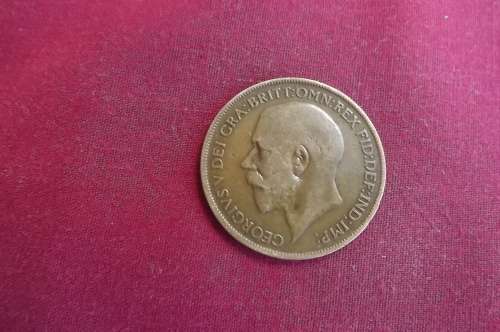 GEORGIVS V DEI GRA: BRITT: OMN: REX FID: DEF: IND: IMP: